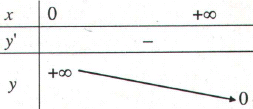 x 0 +∞
y' −
y +∞ 0